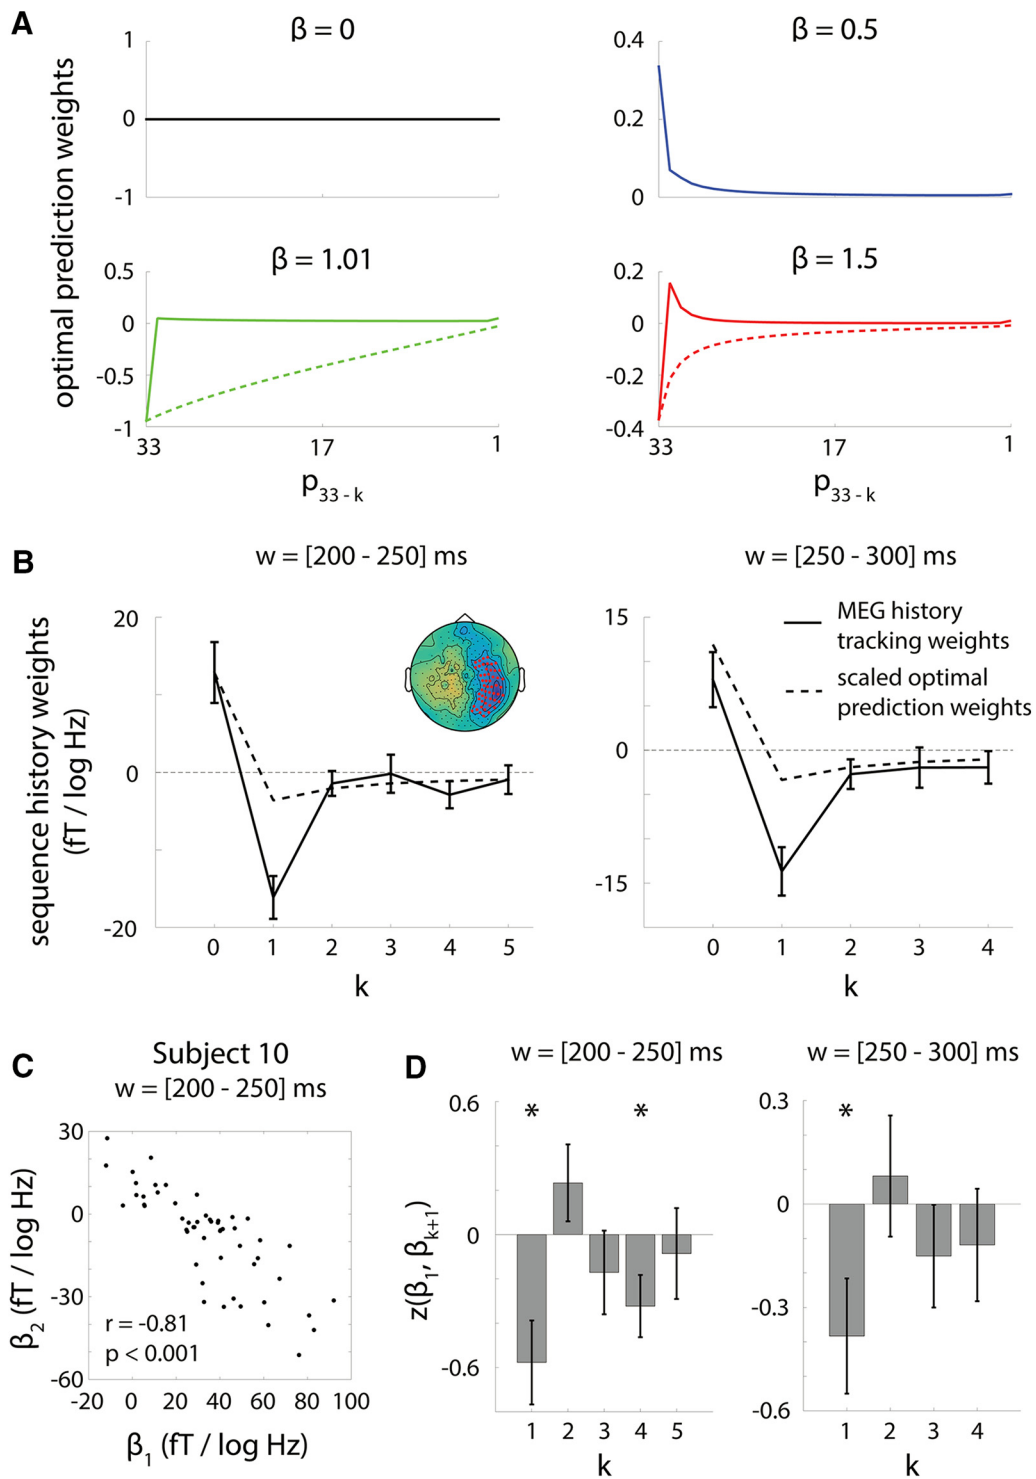 A
β = 0
β = 0.5
optimal prediction weights
1
0
-1
0.4
0.2
0
β = 1.01
β = 1.5
0.5
0
-0.5
-1
33
17
1
p33 - k
0.2
0
-0.2
-0.4
33
17
1
p33 - k
B
w = [200 - 250] ms
w = [250 - 300] ms
sequence history weights
(fT / log Hz)
20
0
-20
0 1 2 3 4 5
k
15
0
-15
0 1 2 3 4
k
MEG history
tracking weights
scaled optimal
prediction weights
C
Subject 10
w = [200 - 250] ms
β2 (fT / log Hz)
30
0
-30
-60
r = -0.81
p < 0.001
-20 0 20 40 60 80 100
β1 (fT / log Hz)
D
w = [200 - 250] ms
w = [250 - 300] ms
z(β1, βk+1)
0.6
0
-0.6
* *
1 2 3 4 5
k
0.3
0
-0.3
-0.6
*
1 2 3 4
k